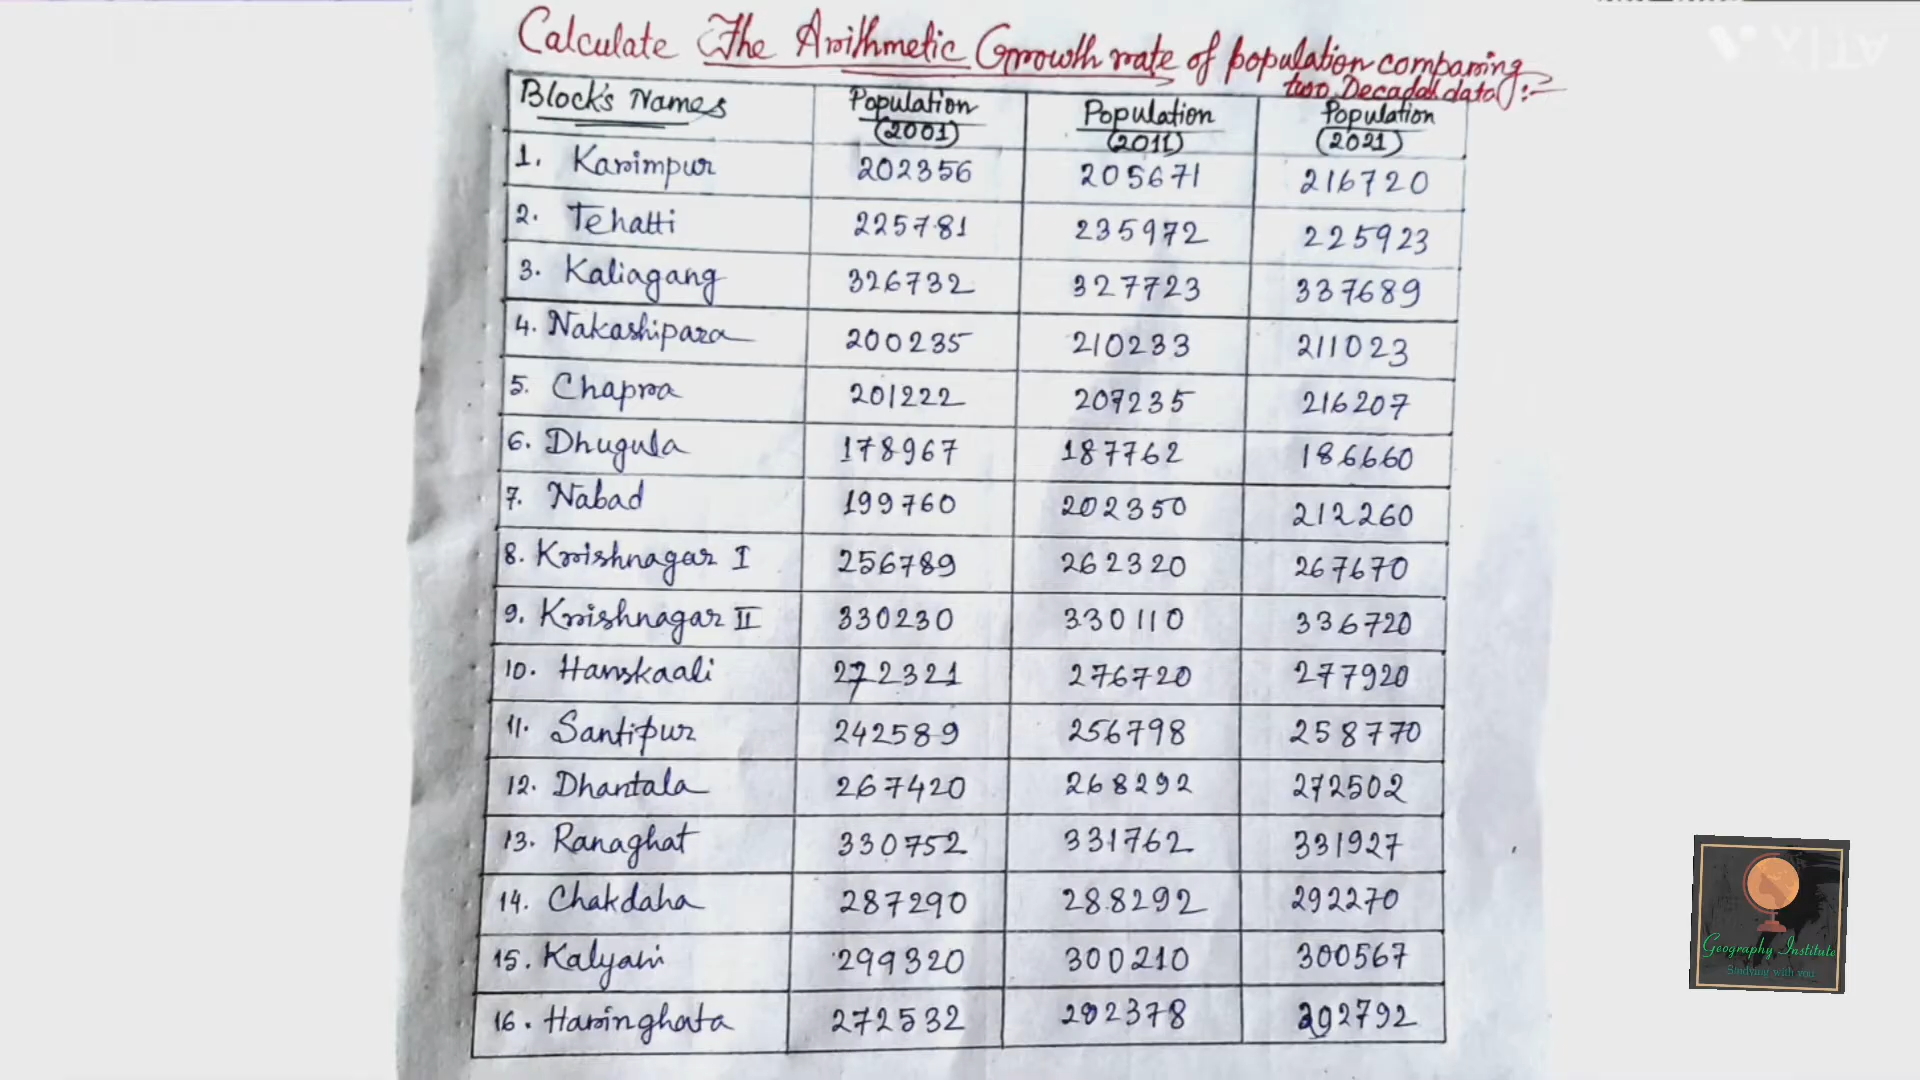 Calculate The Arithmetic Growth rate of population comparing
two Decadal data :-
Block's Names Population (2001) Population (2011) Population (2021)
1. Karimpur 202356 205671 216720
2. Tehatti 225781 235972 225923
3. Kaliagang 326732 327723 337689
4. Nakashipara 200235 210233 211023
5. Chapra 201222 207235 216207
6. Dhugula 178967 187762 186660
7. Nabad 199760 202350 212260
8. Krishnagar I 256789 262320 267670
9. Krishnagar II 330230 330110 336720
10. Hanskaali 272321 276720 277920
11. Santipur 242589 256798 258770
12. Dhantala 267420 268292 272502
13. Ranaghat 330752 331762 331927
14. Chakdaha 287290 288292 292270
15. Kalyani 299320 300210 300567
16. Haringhata 272532 292378 292792
VITA
Geography Institute
Studying with you